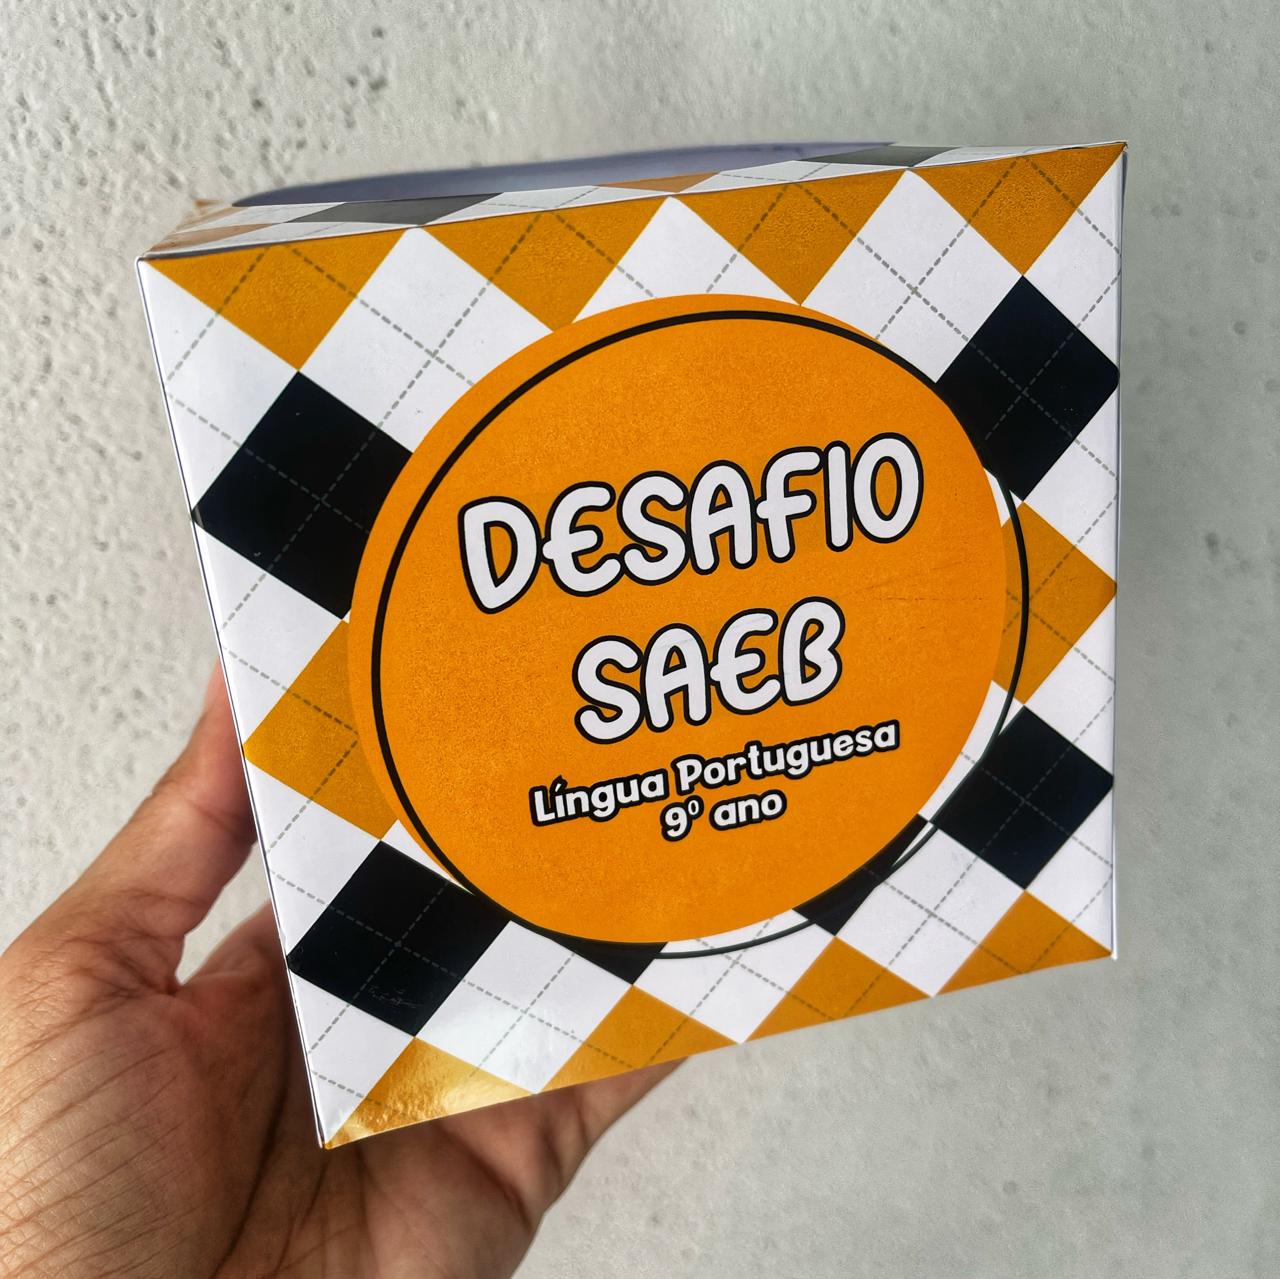 DESAFIO
SAEB
Língua Portuguesa
9º ano